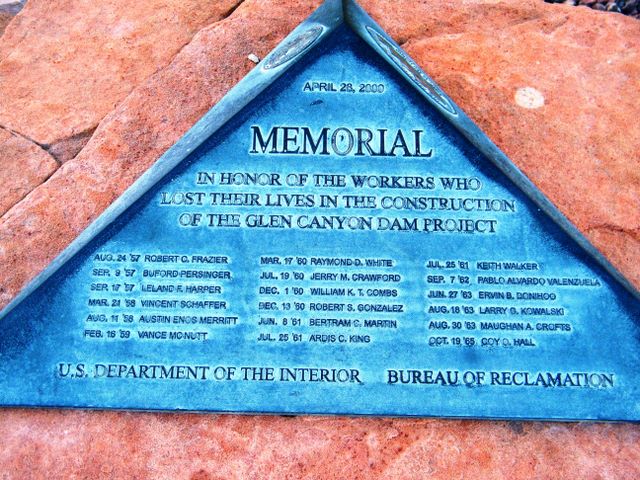 APRIL 28, 2000
MEMORIAL
IN HONOR OF THE WORKERS WHO
LOST THEIR LIVES IN THE CONSTRUCTION
OF THE GLEN CANYON DAM PROJECT
AUG. 24 '57 ROBERT C. FRAZIER
SEP. 9 '57 BUFORD PERSINGER
SEP. 17 '57 LELAND F. HARPER
MAR. 21 '58 VINCENT SCHAFFER
AUG. 11 '58 AUSTIN ENOS MERRITT
FEB. 16 '59 VANCE MCNUTT
MAR. 17 '60 RAYMOND D. WHITE
JUL. 19 '60 JERRY M. CRAWFORD
DEC. 1 '60 WILLIAM K. T. COMBS
DEC. 13 '60 ROBERT S. GONZALEZ
JUN. 8 '61 BERTRAM C. MARTIN
JUL. 25 '61 ARDIS C. KING
JUL. 25 '61 KEITH WALKER
SEP. 7 '62 PABLO ALVARDO VALENZUELA
JUN. 27 '63 ERVIN B. DONIHOO
AUG. 18 '63 LARRY G. KOWALSKI
AUG. 30 '63 MAUGHAN A. CROFTS
OCT. 19 '65 COY O. HALL
U.S. DEPARTMENT OF THE INTERIOR BUREAU OF RECLAMATION